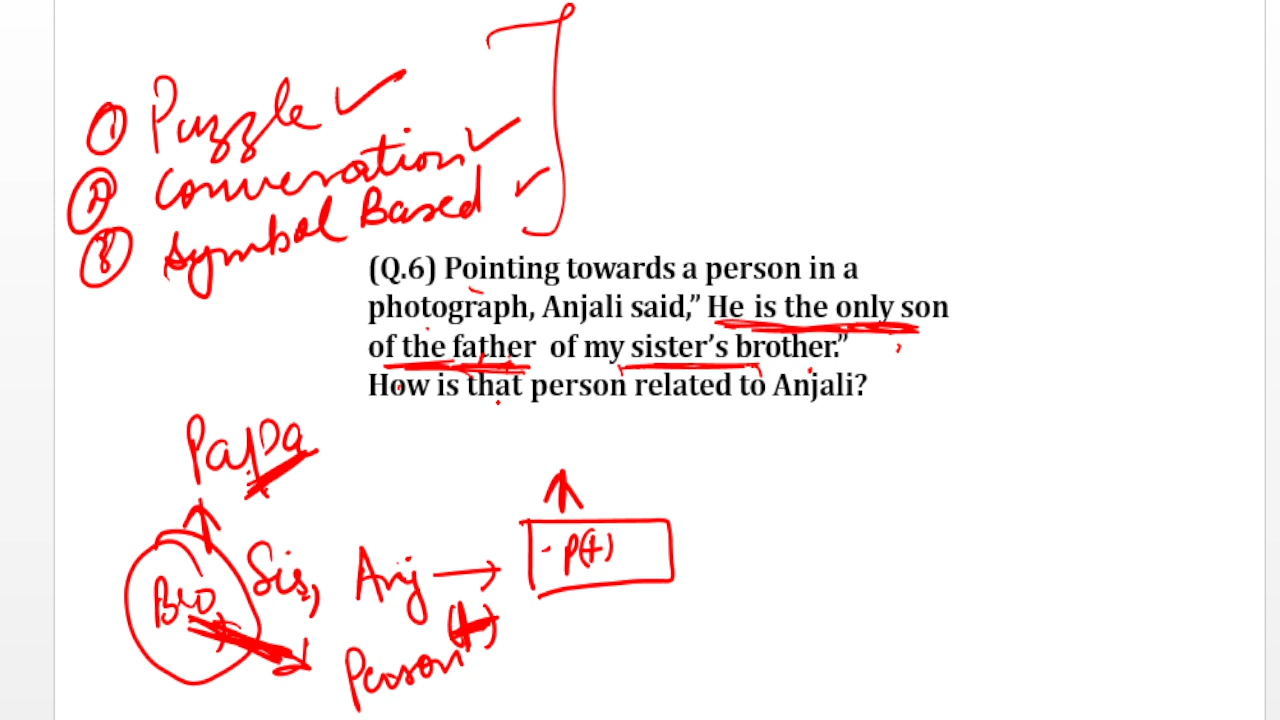 ① Puzzle ✓
② Conversation ✓
③ Symbol Based ✓
(Q.6) Pointing towards a person in a
photograph, Anjali said,” He is the only son
of the father of my sister’s brother.”
How is that person related to Anjali?
Papa
Bro, Sis, Anj → P(+)
Person (+)